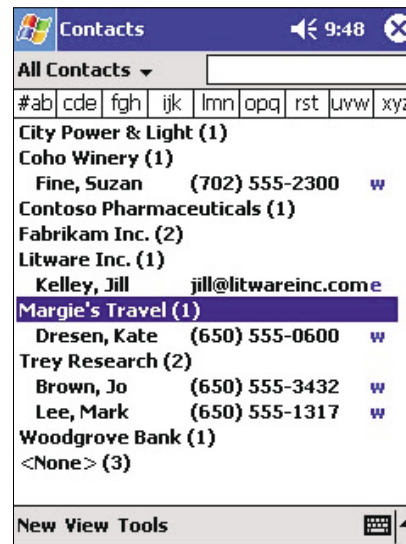 Contacts 9:48
All Contacts
#ab cde fgh ijk lmn opq rst uvw xyz
City Power & Light (1)
Coho Winery (1)
Fine, Suzan (702) 555-2300 w
Contoso Pharmaceuticals (1)
Fabrikam Inc. (2)
Litware Inc. (1)
Kelley, Jill jill@litwareinc.com e
Margie's Travel (1)
Dresen, Kate (650) 555-0600 w
Trey Research (2)
Brown, Jo (650) 555-3432 w
Lee, Mark (650) 555-1317 w
Woodgrove Bank (1)
<None> (3)
New View Tools